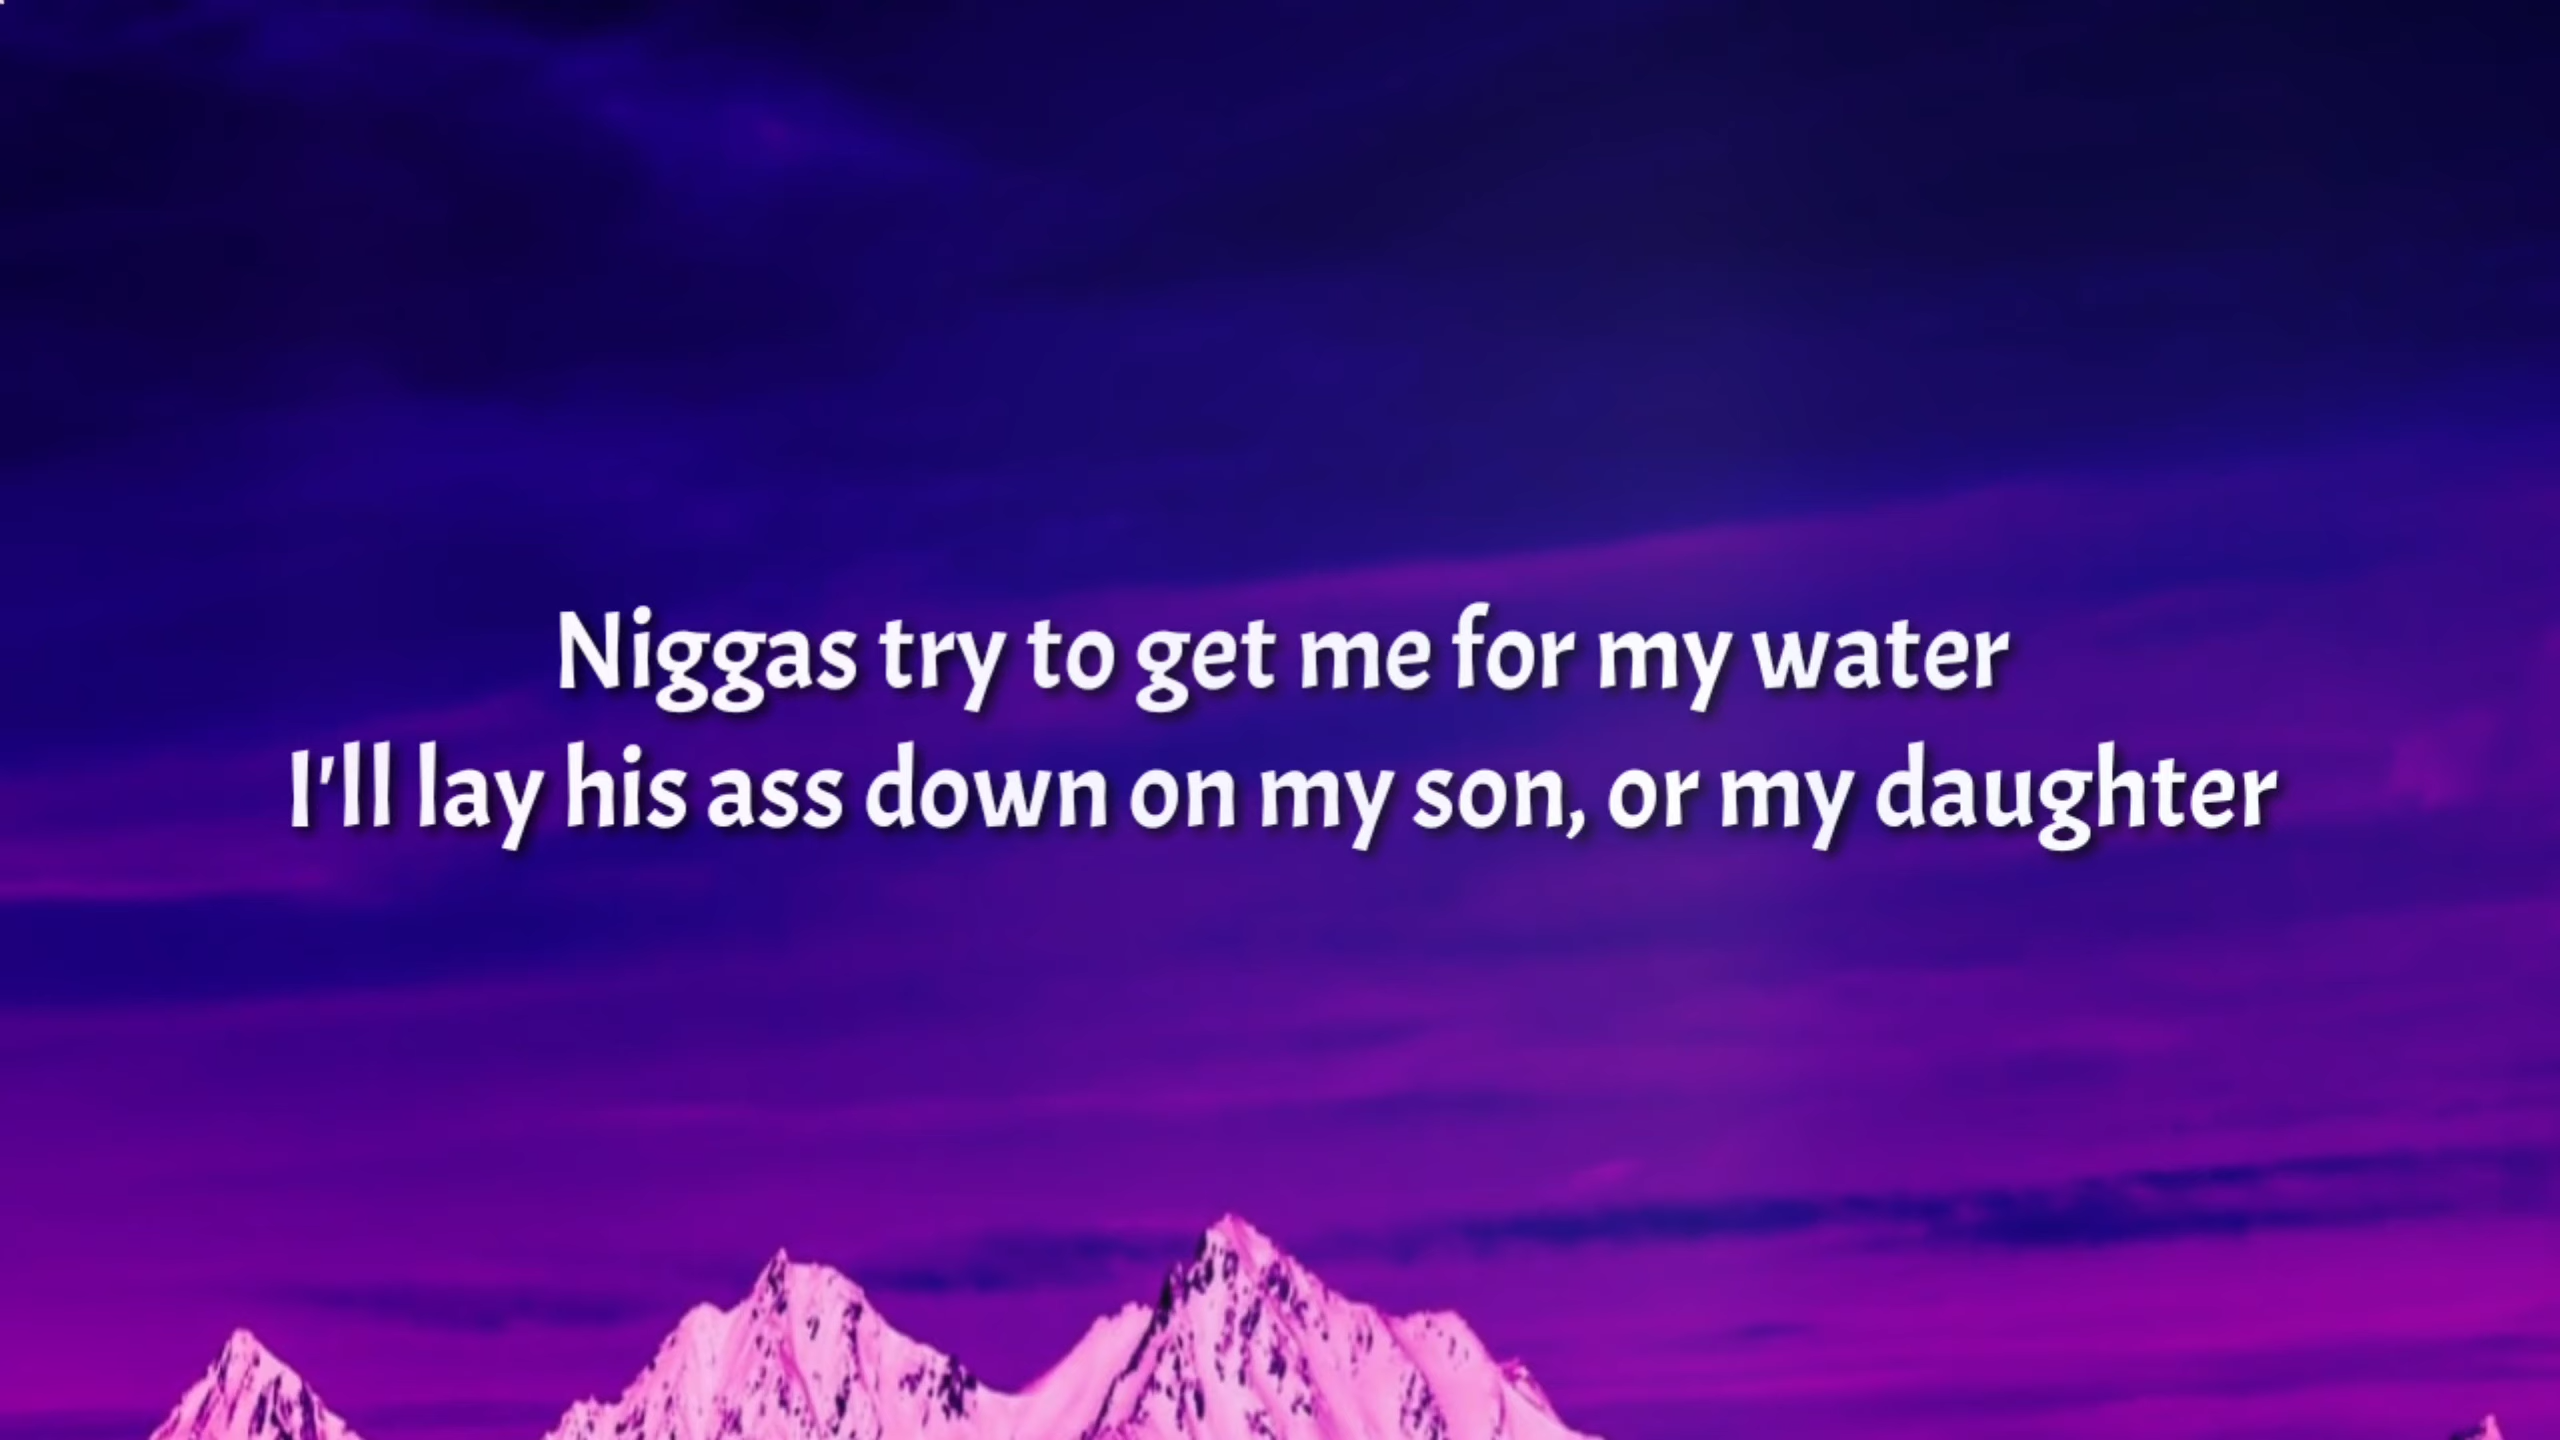 Niggas try to get me for my water
I'll lay his ass down on my son, or my daughter